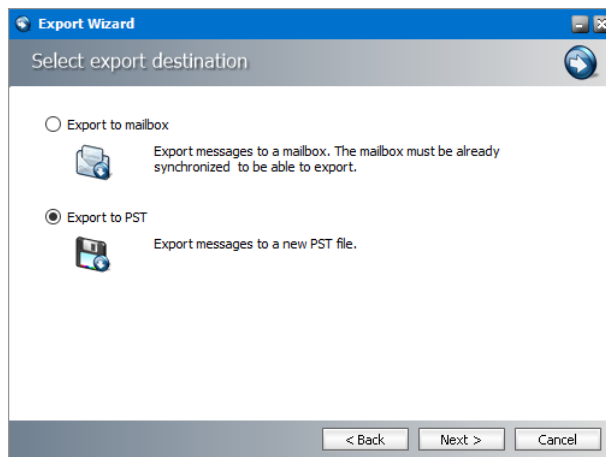 Export Wizard
Select export destination
Export to mailbox
Export messages to a mailbox. The mailbox must be already
synchronized to be able to export.
Export to PST
Export messages to a new PST file.
< Back Next > Cancel